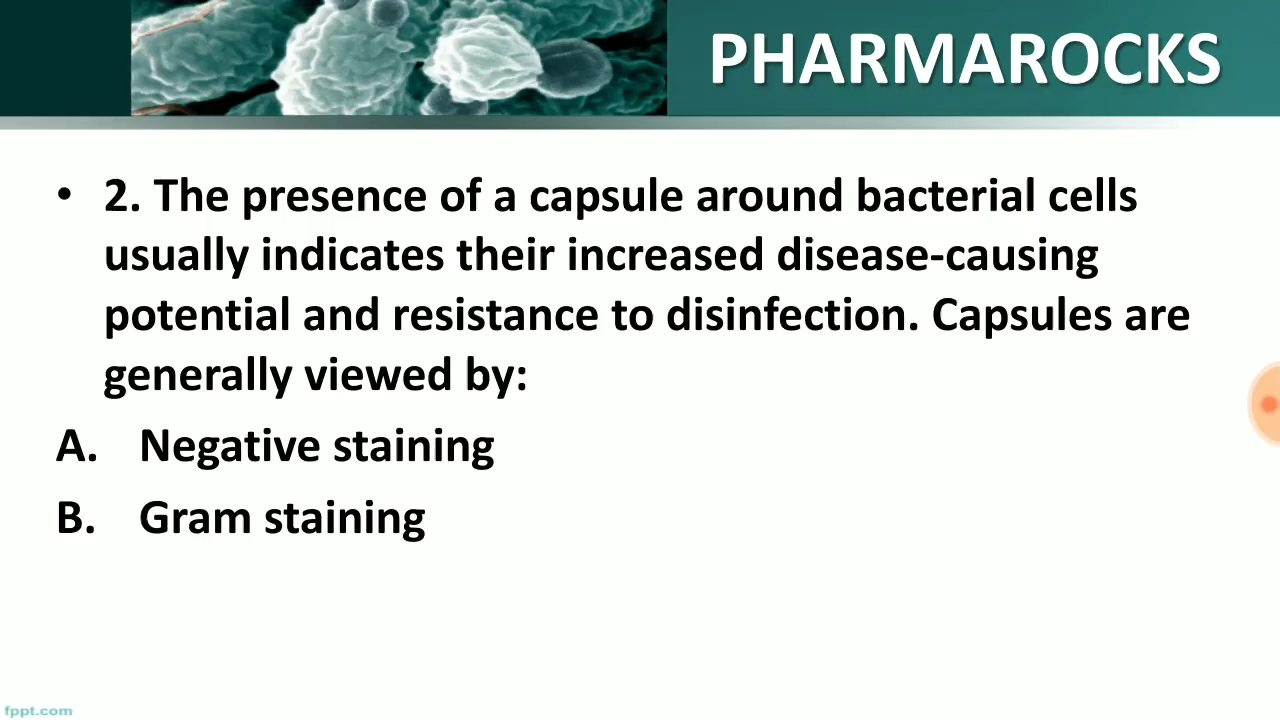 PHARMAROCKS
• 2. The presence of a capsule around bacterial cells
usually indicates their increased disease-causing
potential and resistance to disinfection. Capsules are
generally viewed by:
A. Negative staining
B. Gram staining
fppt.com